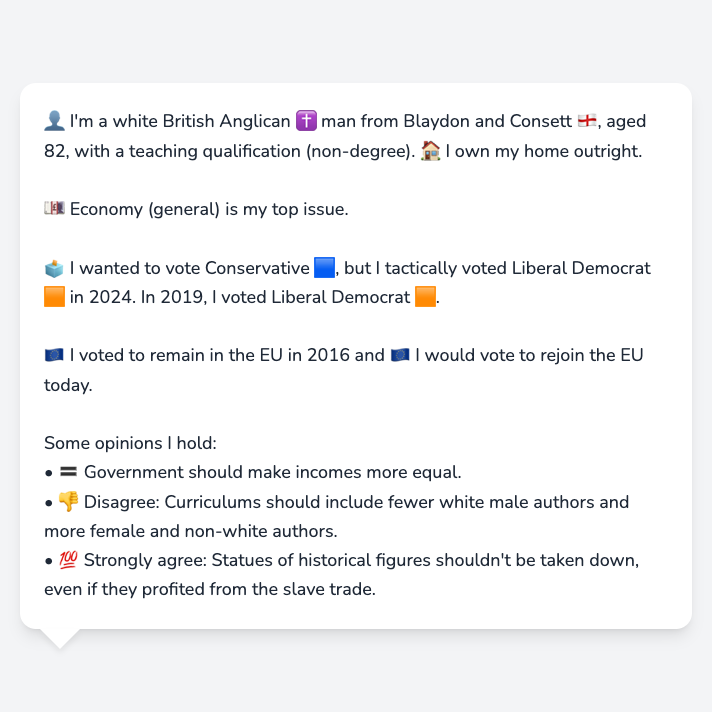 👤 I'm a white British Anglican ✝️ man from Blaydon and Consett 🏴󠁧󠁢󠁥󠁮󠁧󠁿, aged
82, with a teaching qualification (non-degree). 🏠 I own my home outright.
💷 Economy (general) is my top issue.
🗳️ I wanted to vote Conservative 🟦, but I tactically voted Liberal Democrat
🟧 in 2024. In 2019, I voted Liberal Democrat 🟧.
🇪🇺 I voted to remain in the EU in 2016 and 🇪🇺 I would vote to rejoin the EU
today.
Some opinions I hold:
• 🟰 Government should make incomes more equal.
• 👎 Disagree: Curriculums should include fewer white male authors and
more female and non-white authors.
• 💯 Strongly agree: Statues of historical figures shouldn't be taken down,
even if they profited from the slave trade.